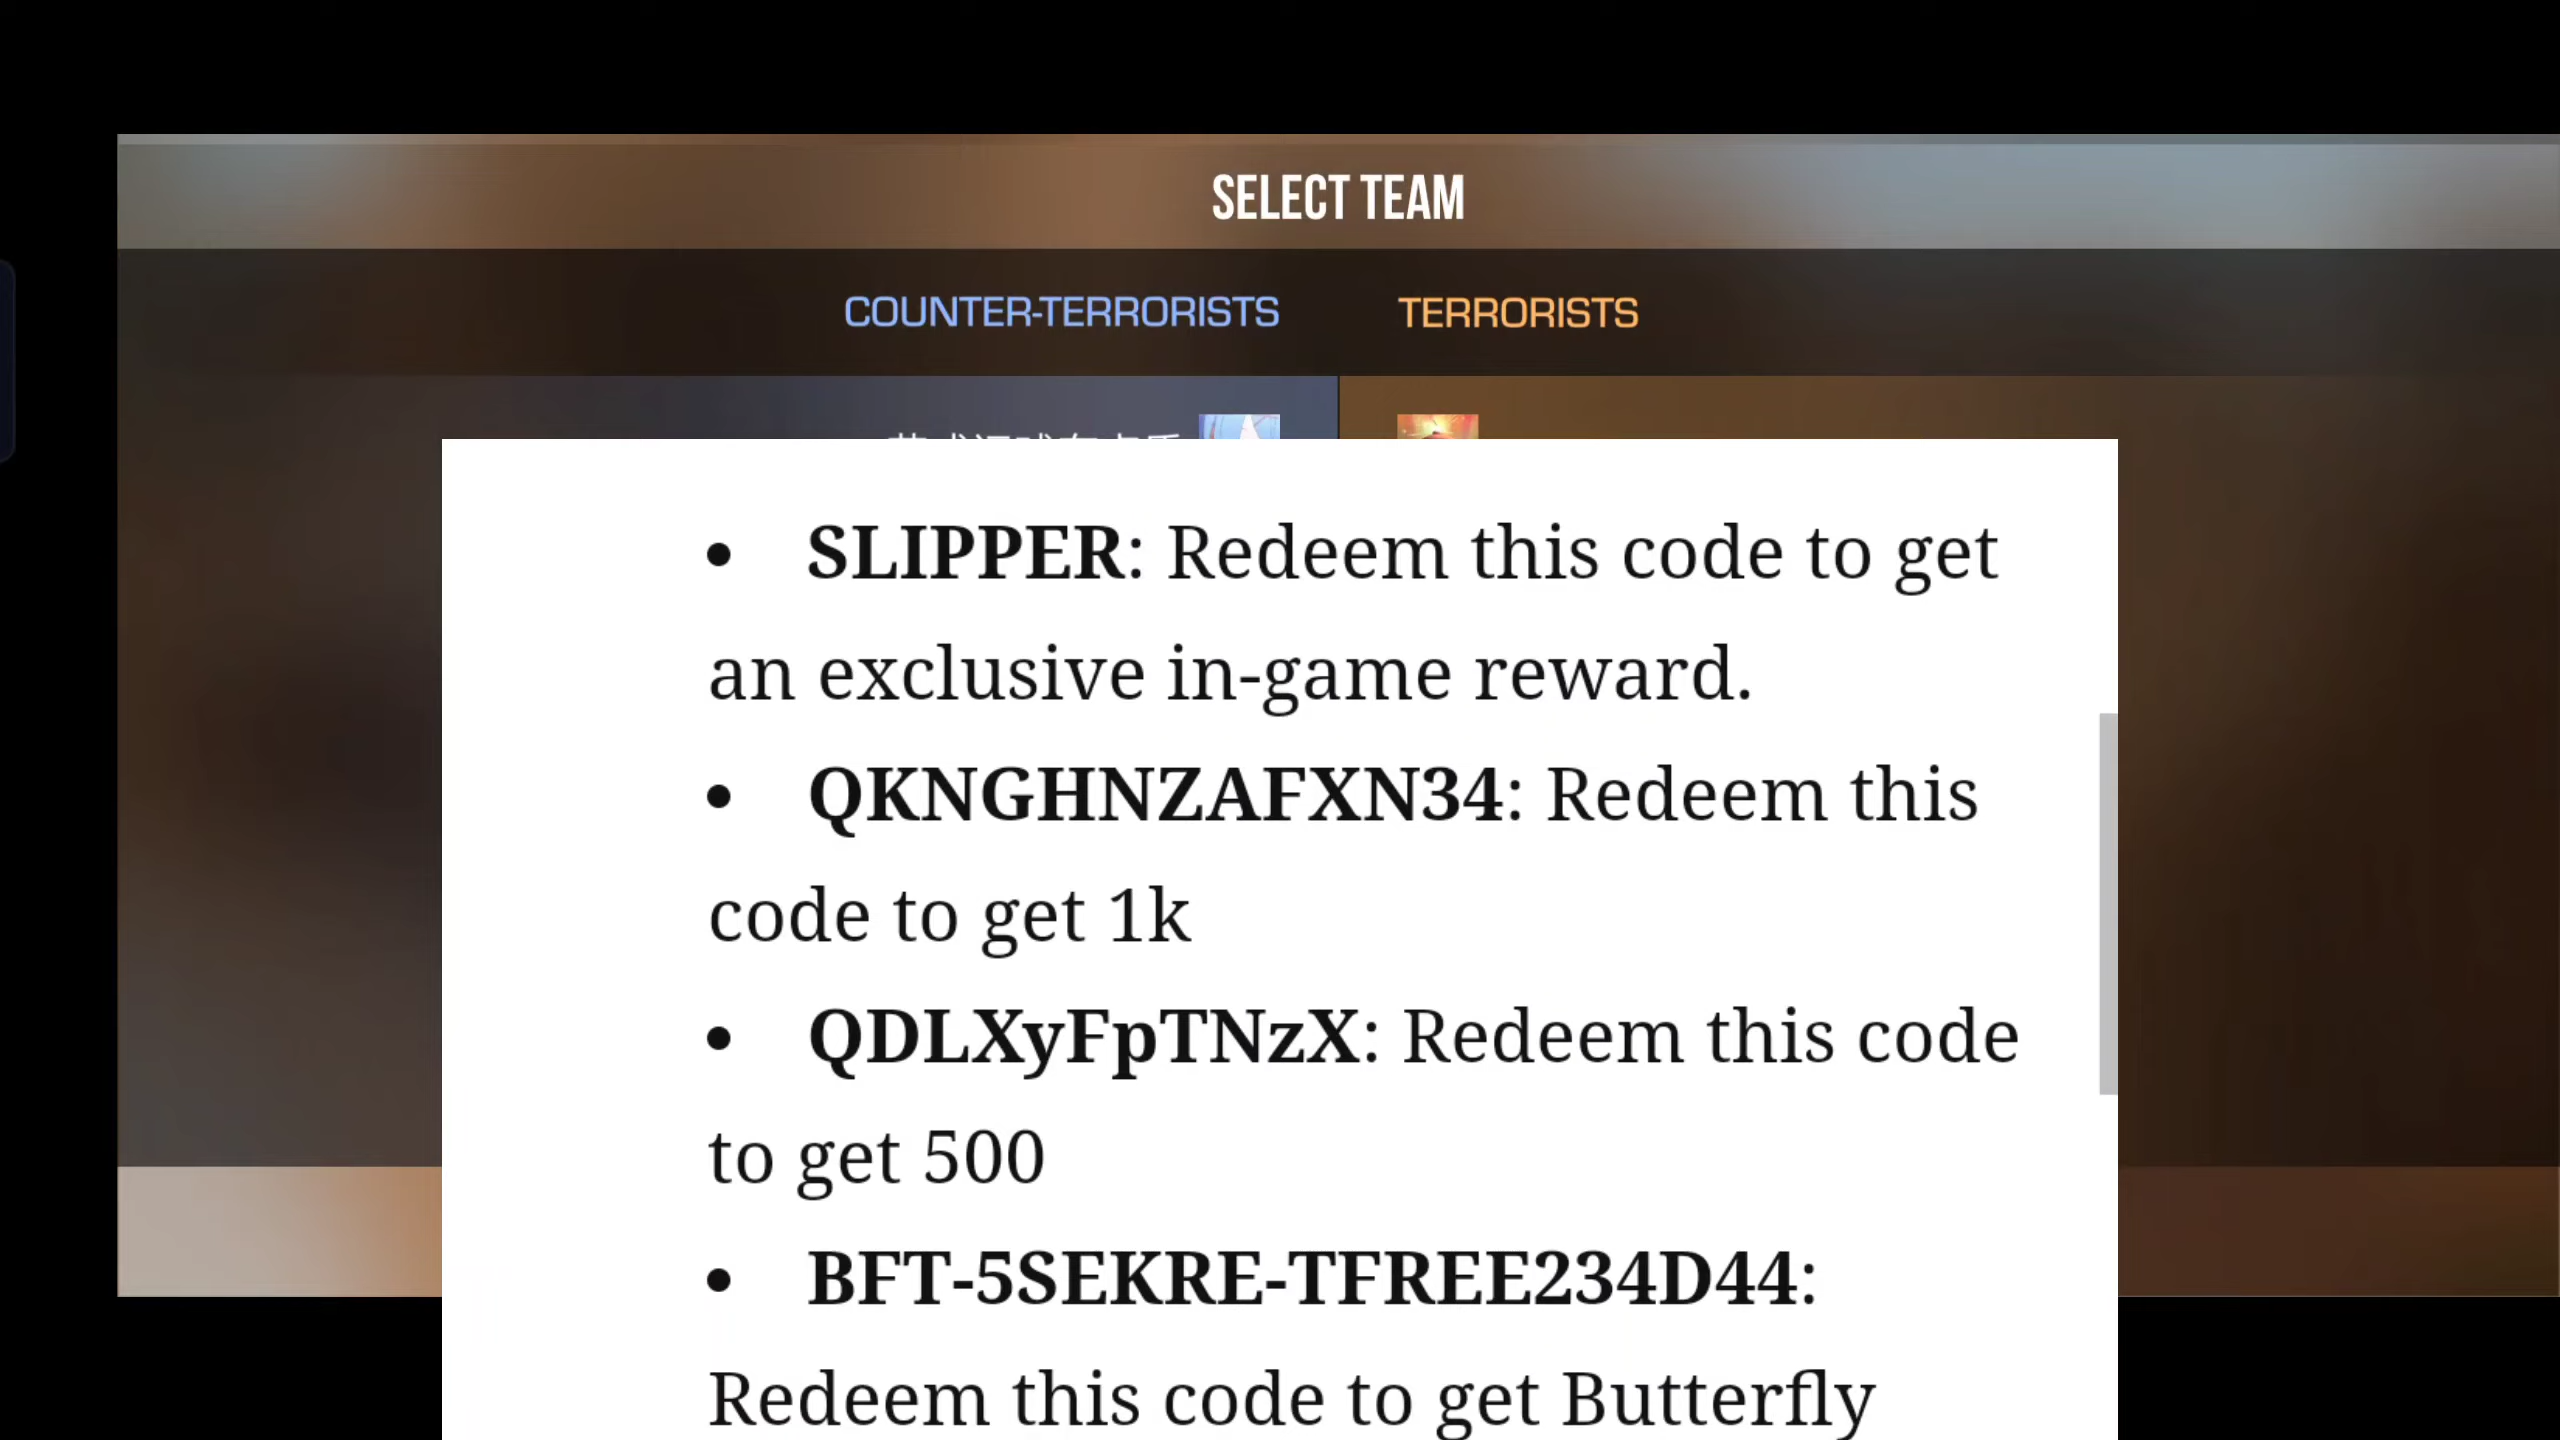 SELECT TEAM
COUNTER-TERRORISTS TERRORISTS
• SLIPPER: Redeem this code to get
an exclusive in-game reward.
• QKNGHNZAFXN34: Redeem this
code to get 1k
• QDLXyFpTNzX: Redeem this code
to get 500
• BFT-5SEKRE-TFREE234D44:
Redeem this code to get Butterfly